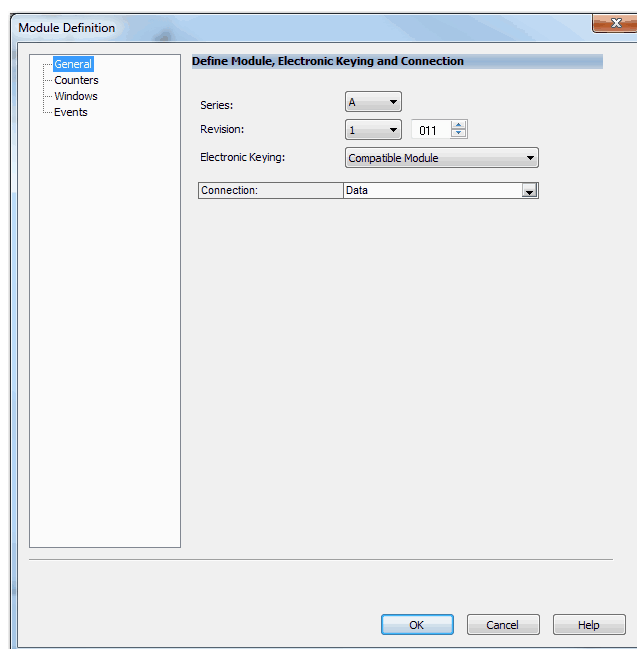 Module Definition
General
Counters
Windows
Events
Define Module, Electronic Keying and Connection
Series: A
Revision: 1 011
Electronic Keying: Compatible Module
Connection: Data
OK Cancel Help